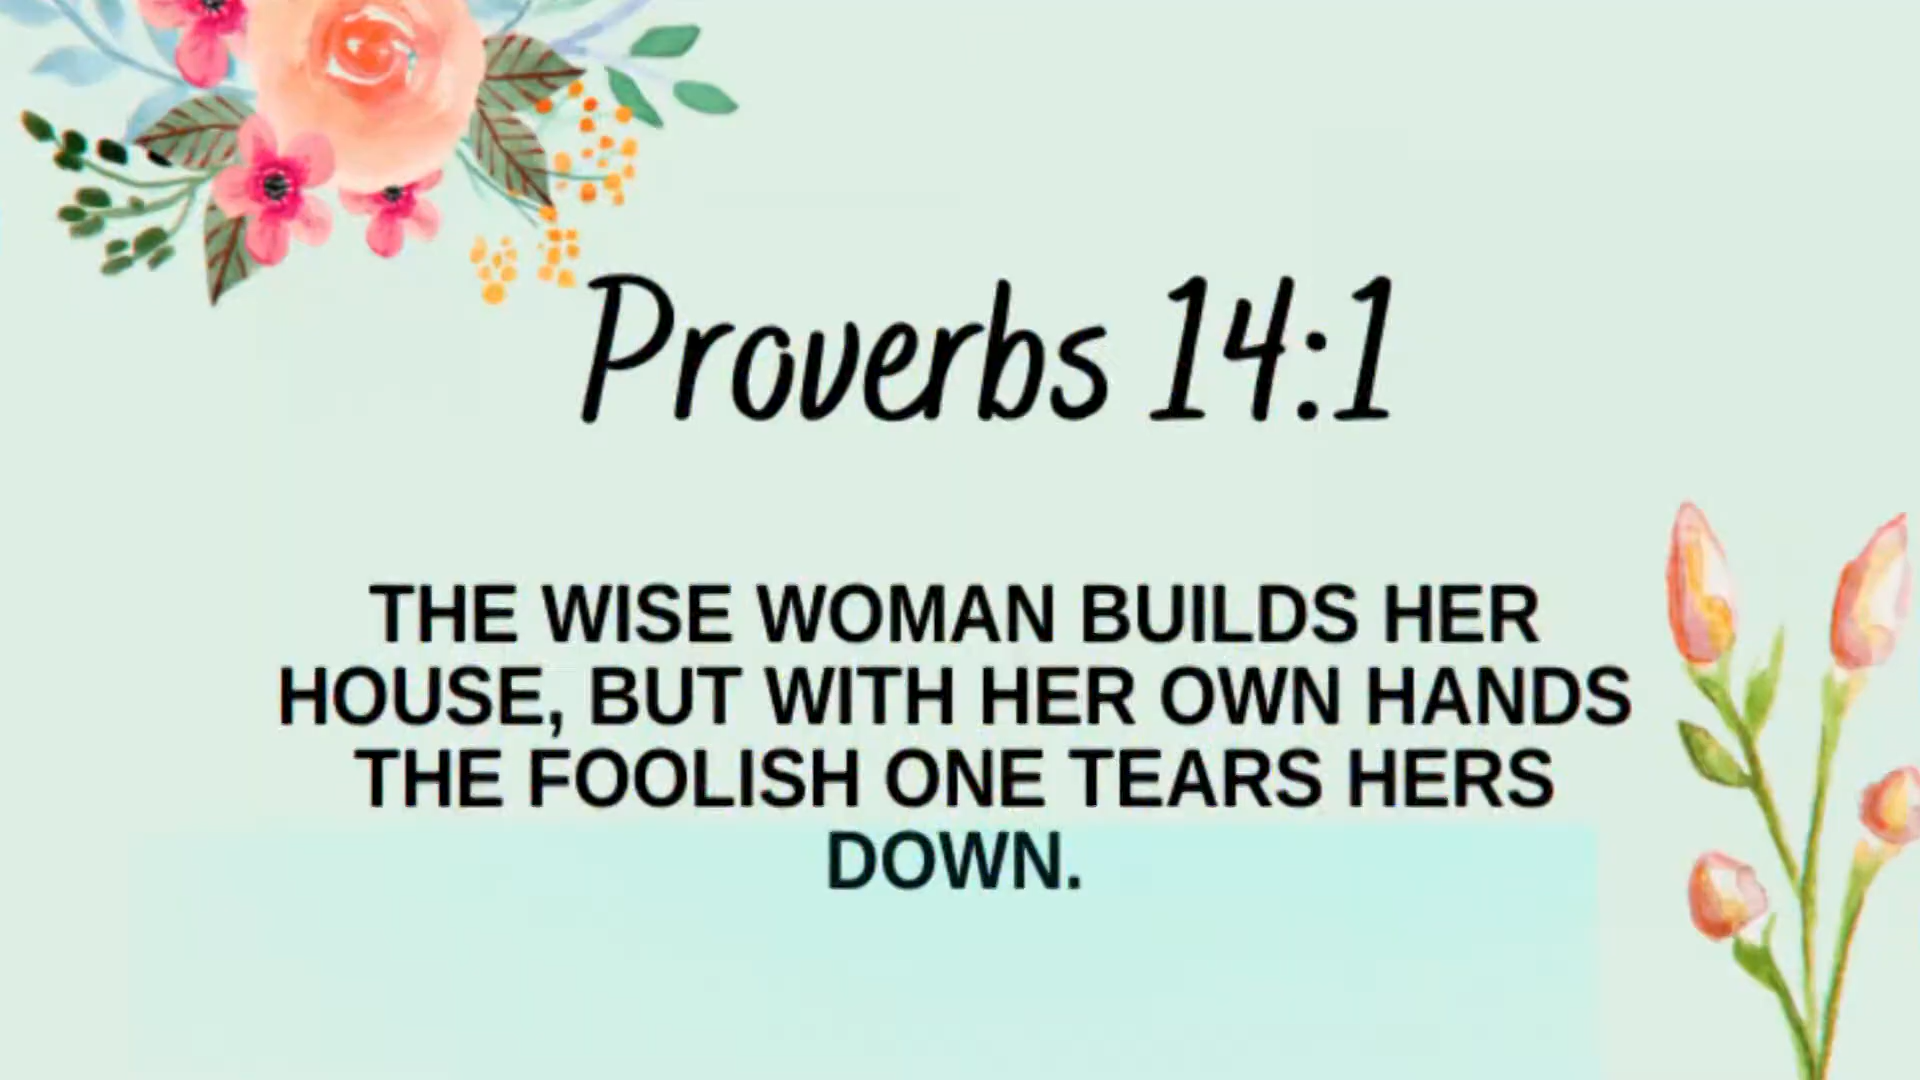 Proverbs 14:1
THE WISE WOMAN BUILDS HER
HOUSE, BUT WITH HER OWN HANDS
THE FOOLISH ONE TEARS HERS
DOWN.